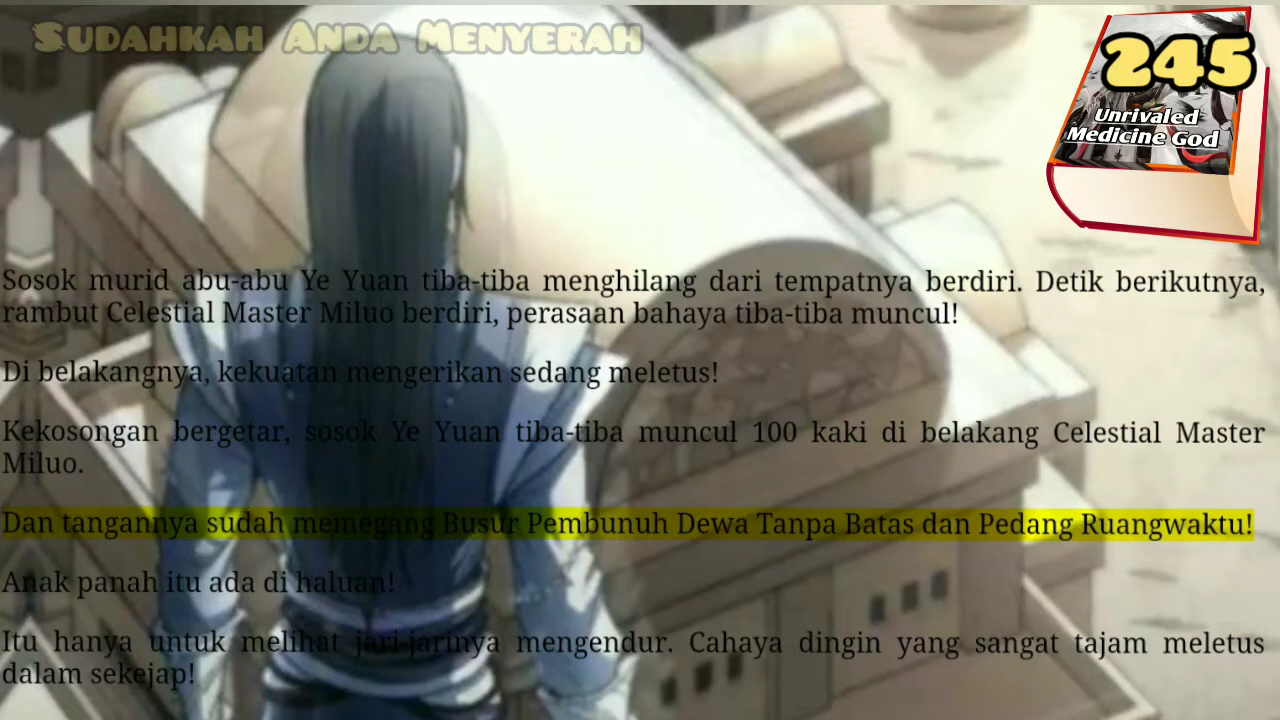 Sudahkah Anda Menyerah
245
Unrivaled
Medicine God
Sosok murid abu-abu Ye Yuan tiba-tiba menghilang dari tempatnya berdiri. Detik berikutnya,
rambut Celestial Master Miluo berdiri, perasaan bahaya tiba-tiba muncul!
Di belakangnya, kekuatan mengerikan sedang meletus!
Kekosongan bergetar, sosok Ye Yuan tiba-tiba muncul 100 kaki di belakang Celestial Master
Miluo.
Dan tangannya sudah memegang Busur Pembunuh Dewa Tanpa Batas dan Pedang Ruangwaktu!
Anak panah itu ada di haluan!
Itu hanya untuk melihat jari-jarinya mengendur. Cahaya dingin yang sangat tajam meletus
dalam sekejap!